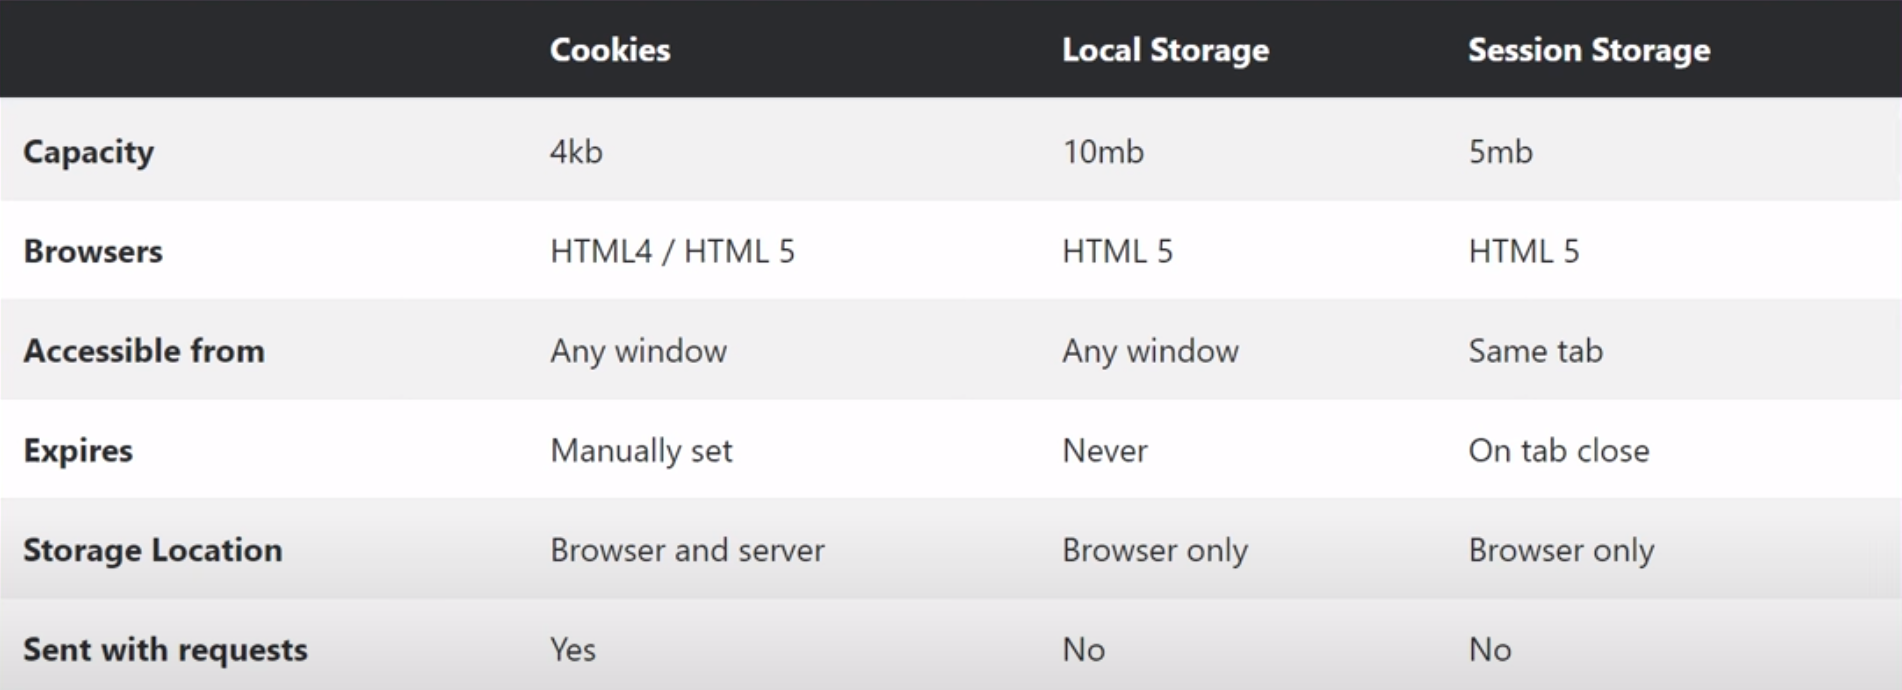 Cookies Local Storage Session Storage
Capacity 4kb 10mb 5mb
Browsers HTML4 / HTML 5 HTML 5 HTML 5
Accessible from Any window Any window Same tab
Expires Manually set Never On tab close
Storage Location Browser and server Browser only Browser only
Sent with requests Yes No No